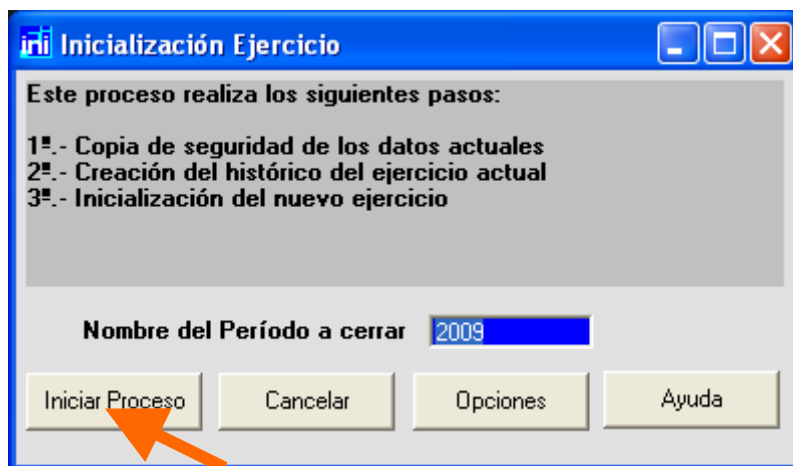 ini Inicialización Ejercicio
Este proceso realiza los siguientes pasos:
1º.- Copia de seguridad de los datos actuales
2º.- Creación del histórico del ejercicio actual
3º.- Inicialización del nuevo ejercicio
Nombre del Período a cerrar 2009
Iniciar Proceso Cancelar Opciones Ayuda